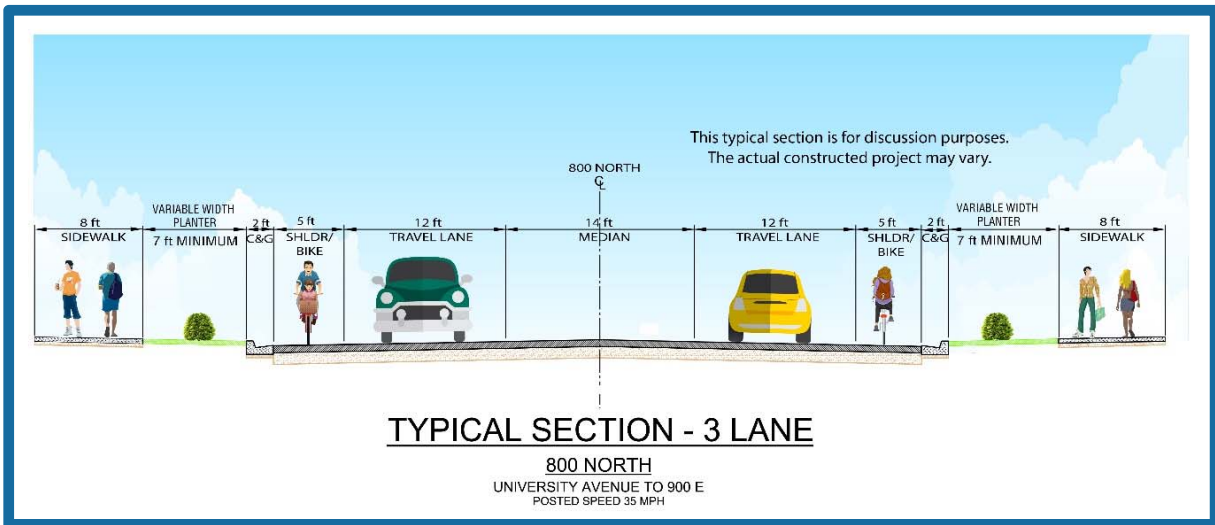 This typical section is for discussion purposes.
The actual constructed project may vary.
800 NORTH
℄
8 ft
SIDEWALK
VARIABLE WIDTH
PLANTER
7 ft MINIMUM
2 ft
C&G
5 ft
SHLDR/
BIKE
12 ft
TRAVEL LANE
14 ft
MEDIAN
12 ft
TRAVEL LANE
5 ft
SHLDR/
BIKE
2 ft
C&G
VARIABLE WIDTH
PLANTER
7 ft MINIMUM
8 ft
SIDEWALK
TYPICAL SECTION - 3 LANE
800 NORTH
UNIVERSITY AVENUE TO 900 E
POSTED SPEED 35 MPH